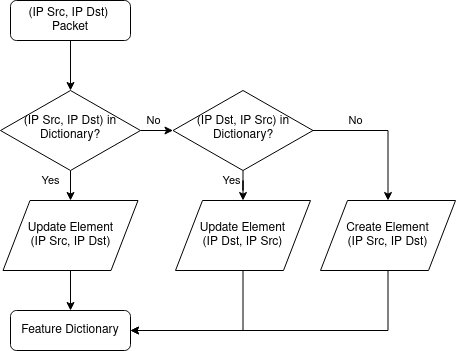 (IP Src, IP Dst)
Packet
(IP Src, IP Dst) in
Dictionary?
No
(IP Dst, IP Src) in
Dictionary?
No
Yes
Yes
Update Element
(IP Src, IP Dst)
Update Element
(IP Dst, IP Src)
Create Element
(IP Src, IP Dst)
Feature Dictionary